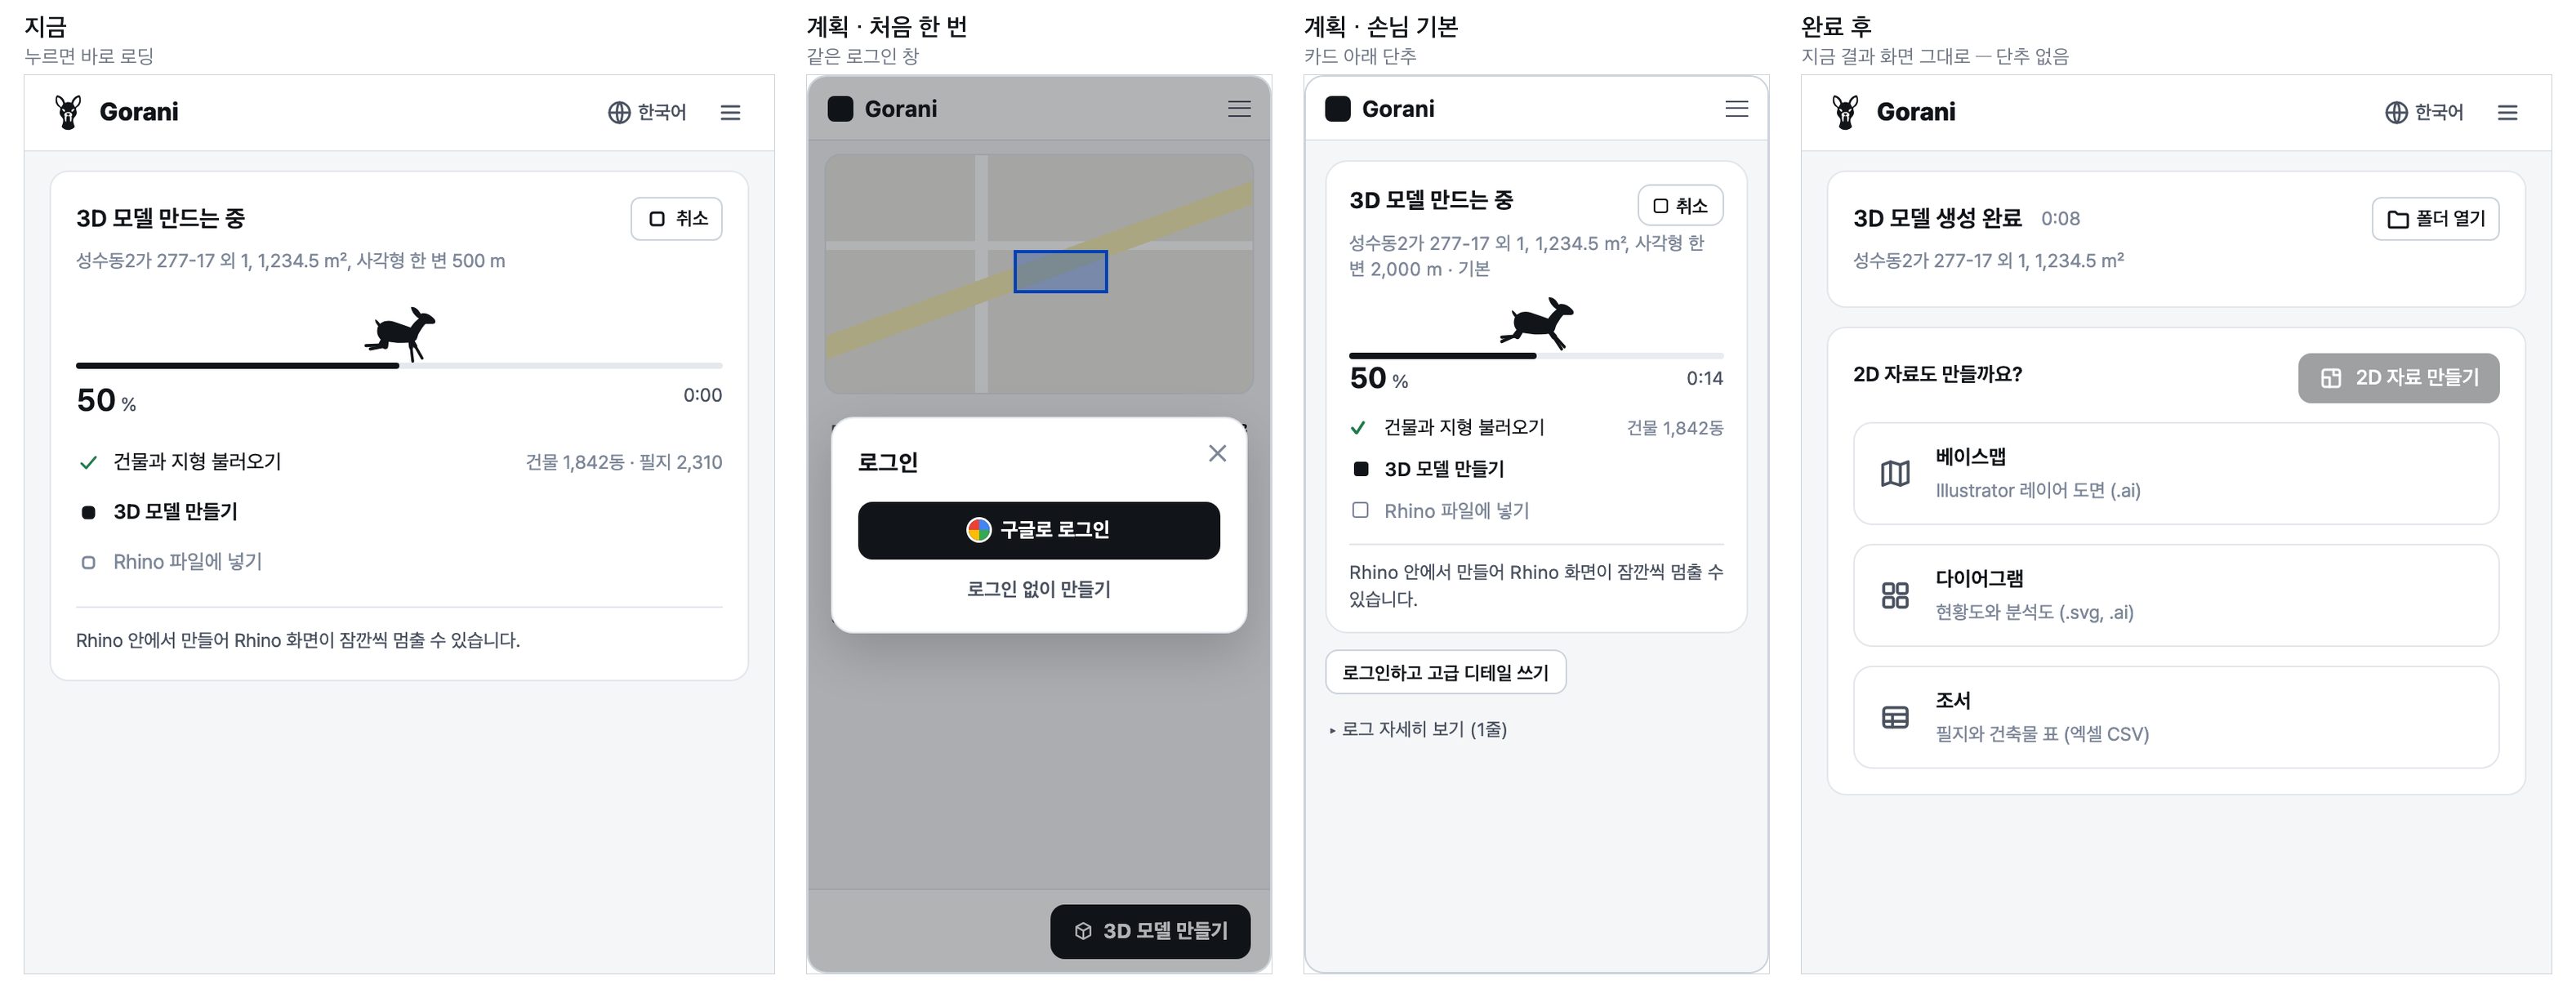 지금
누르면 바로 로딩
Gorani
한국어
3D 모델 만드는 중
취소
성수동2가 277-17 외 1, 1,234.5 m², 사각형 한 변 500 m
50 %
0:00
건물과 지형 불러오기
건물 1,842동 · 필지 2,310
3D 모델 만들기
Rhino 파일에 넣기
Rhino 안에서 만들어 Rhino 화면이 잠깐씩 멈출 수 있습니다.
계획 · 처음 한 번
같은 로그인 창
Gorani
로그인
구글로 로그인
로그인 없이 만들기
3D 모델 만들기
계획 · 손님 기본
카드 아래 단추
Gorani
3D 모델 만드는 중
취소
성수동2가 277-17 외 1, 1,234.5 m², 사각형 한
변 2,000 m · 기본
50 %
0:14
건물과 지형 불러오기
건물 1,842동
3D 모델 만들기
Rhino 파일에 넣기
Rhino 안에서 만들어 Rhino 화면이 잠깐씩 멈출 수
있습니다.
로그인하고 고급 디테일 쓰기
▸ 로그 자세히 보기 (1줄)
완료 후
지금 결과 화면 그대로 — 단추 없음
Gorani
한국어
3D 모델 생성 완료 0:08
폴더 열기
성수동2가 277-17 외 1, 1,234.5 m²
2D 자료도 만들까요?
2D 자료 만들기
베이스맵
Illustrator 레이어 도면 (.ai)
다이어그램
현황도와 분석도 (.svg, .ai)
조서
필지와 건축물 표 (엑셀 CSV)